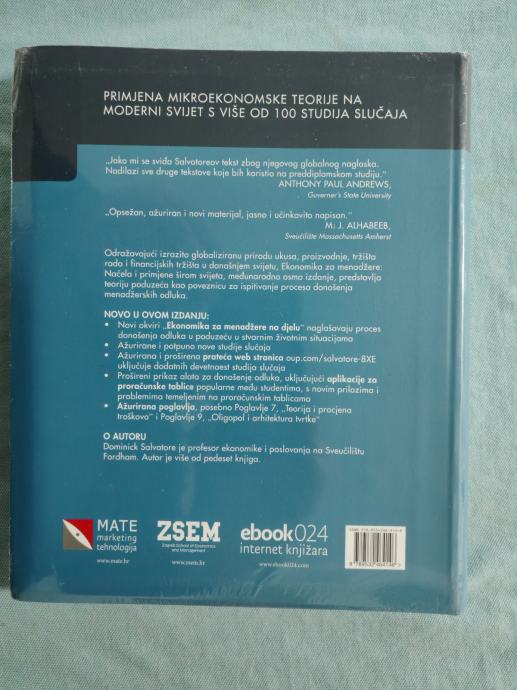 PRIMJENA MIKROEKONOMSKE TEORIJE NA
MODERNI SVIJET S VIŠE OD 100 STUDIJA SLUČAJA
„Jako mi se sviđa Salvatoreov tekst zbog njegovog globalnog naglaska.
Nadilazi sve druge tekstove koje bih koristio na preddiplomskom studiju."
ANTHONY PAUL ANDREWS,
Guverner's State University
„Opsežan, ažuriran i novi materijal, jasno i učinkovito napisan."
M: J. ALHABEEB,
Sveučilište Massachusetts Amherst
Odražavajući izrazito globaliziranu prirodu ukusa, proizvodnje, tržišta
rada i financijskih tržišta u današnjem svijetu, Ekonomika za menadžere:
Načela i primjene širom svijeta, međunarodno osmo izdanje, predstavlja
teoriju poduzeća kao poveznicu za ispitivanje procesa donošenja
menadžerskih odluka.
NOVO U OVOM IZDANJU:
• Novi okviri „Ekonomika za menadžere na djelu" naglašavaju proces
donošenja odluka u poduzeću u stvarnim životnim situacijama
• Ažurirane i potpuno nove studije slučaja
• Ažurirana i proširena prateća web stranica oup.com/salvatore-8XE
uključuje dodatnih devetnaest studija slučaja
• Prošireni prikaz alata za donošenje odluka, uključujući aplikacije za
proračunske tablice popularne među studentima, s novim prilozima i
problemima temeljenim na proračunskim tablicama
• Ažurirana poglavlja, posebno Poglavlje 7, „Teorija i procjena
troškova" i Poglavlje 9, „Oligopol i arhitektura tvrtke"
O AUTORU
Dominick Salvatore je profesor ekonomike i poslovanja na Sveučilištu
Fordham. Autor je više od pedeset knjiga.
MATE
marketing
tehnologija
www.mate.hr
ZSEM
Zagreb School of Economics
and Management
www.zsem.hr
ebook024
internet knjižara
www.ebook024.com